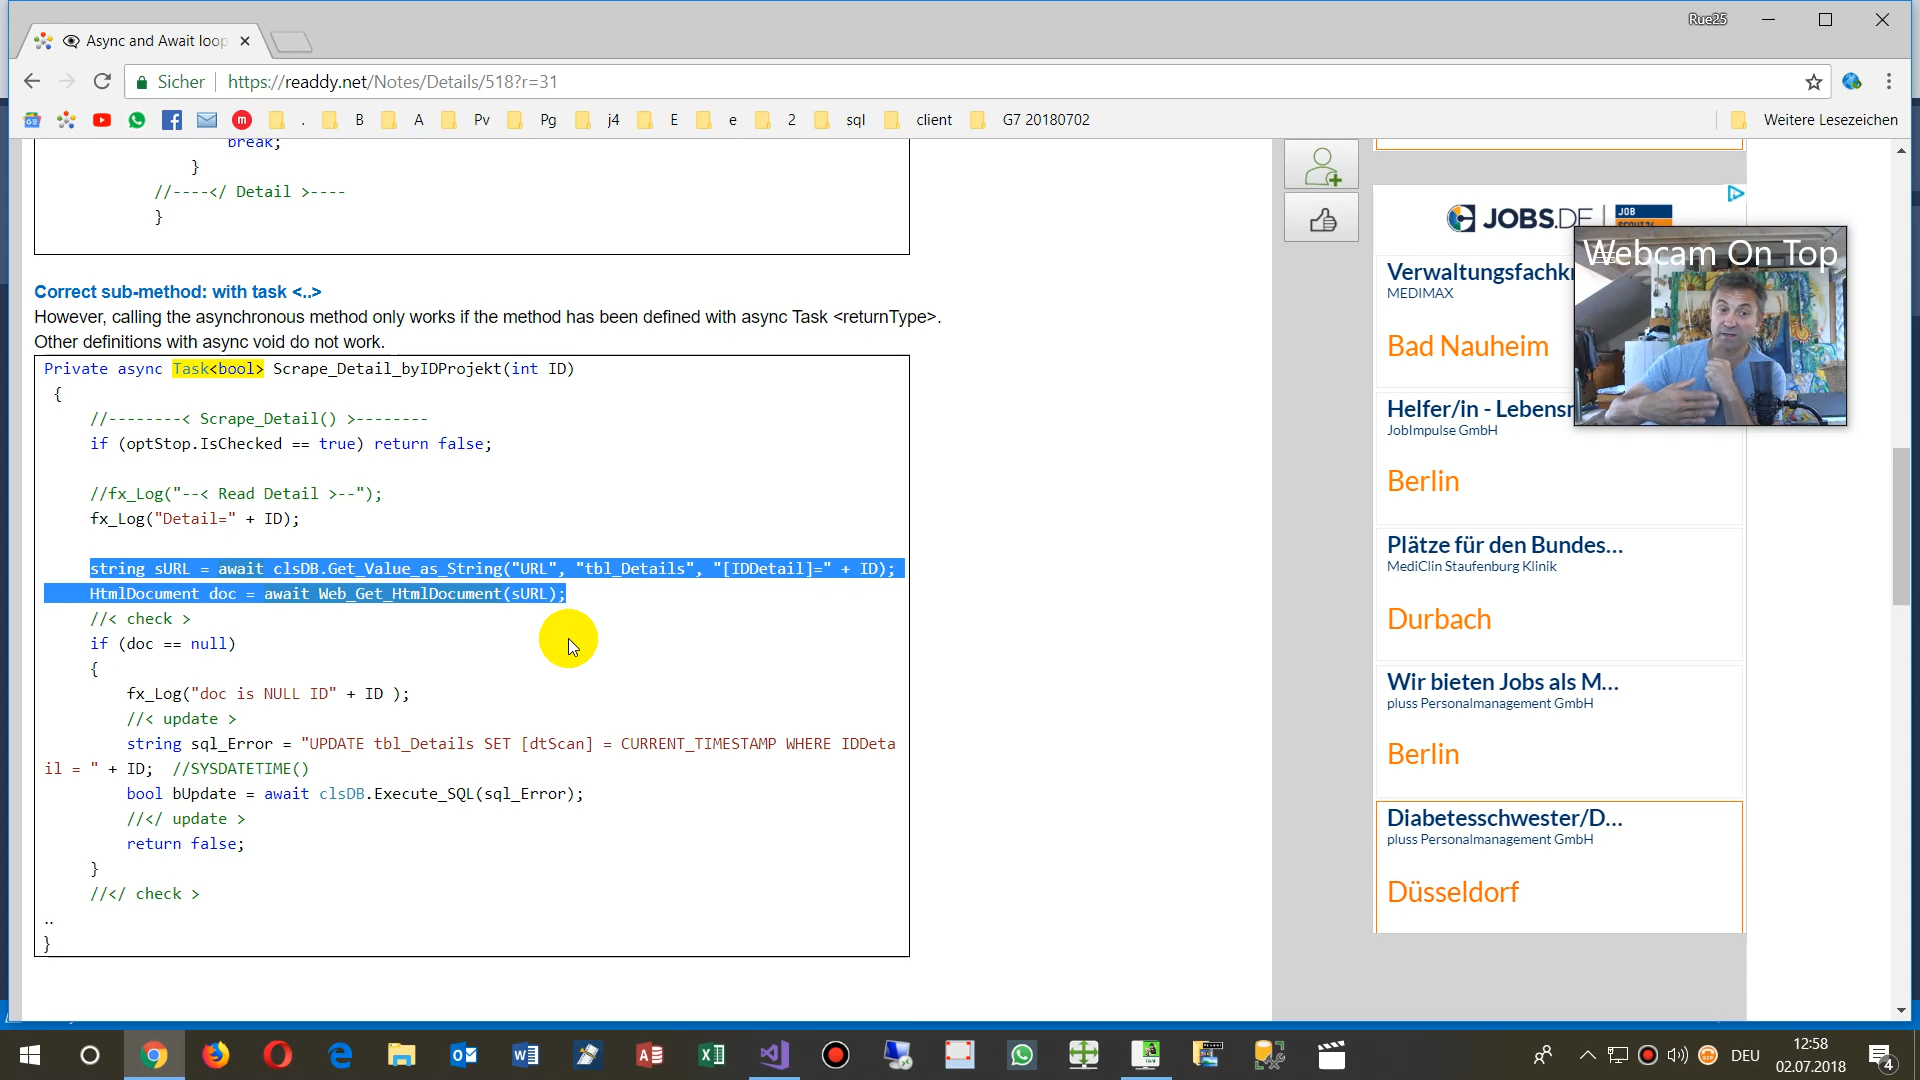 Rue25
Async and Await loop
Sicher
https://readdy.net/Notes/Details/518?r=31
.
B
A
Pv
Pg
j4
E
e
2
sql
client
G7 20180702
Weitere Lesezeichen
break;
}
//----</ Detail >----
}
Correct sub-method: with task <..>
However, calling the asynchronous method only works if the method has been defined with async Task <returnType>.
Other definitions with async void do not work.
Private async Task<bool> Scrape_Detail_byIDProjekt(int ID)
{
//--------< Scrape_Detail() >--------
if (optStop.IsChecked == true) return false;
//fx_Log("--< Read Detail >--");
fx_Log("Detail=" + ID);
string sURL = await clsDB.Get_Value_as_String("URL", "tbl_Details", "[IDDetail]=" + ID);
HtmlDocument doc = await Web_Get_HtmlDocument(sURL);
//< check >
if (doc == null)
{
fx_Log("doc is NULL ID" + ID );
//< update >
string sql_Error = "UPDATE tbl_Details SET [dtScan] = CURRENT_TIMESTAMP WHERE IDDeta
il = " + ID;  //SYSDATETIME()
bool bUpdate = await clsDB.Execute_SQL(sql_Error);
//</ update >
return false;
}
//</ check >
..
}
JOBS.DE
JOB
Webcam On Top
Verwaltungsfachk
MEDIMAX
Bad Nauheim
Helfer/in - Lebens
JobImpulse GmbH
Berlin
Plätze für den Bundes...
MediClin Staufenburg Klinik
Durbach
Wir bieten Jobs als M...
pluss Personalmanagement GmbH
Berlin
Diabetesschwester/D...
pluss Personalmanagement GmbH
Düsseldorf
DEU
12:58
02.07.2018
4